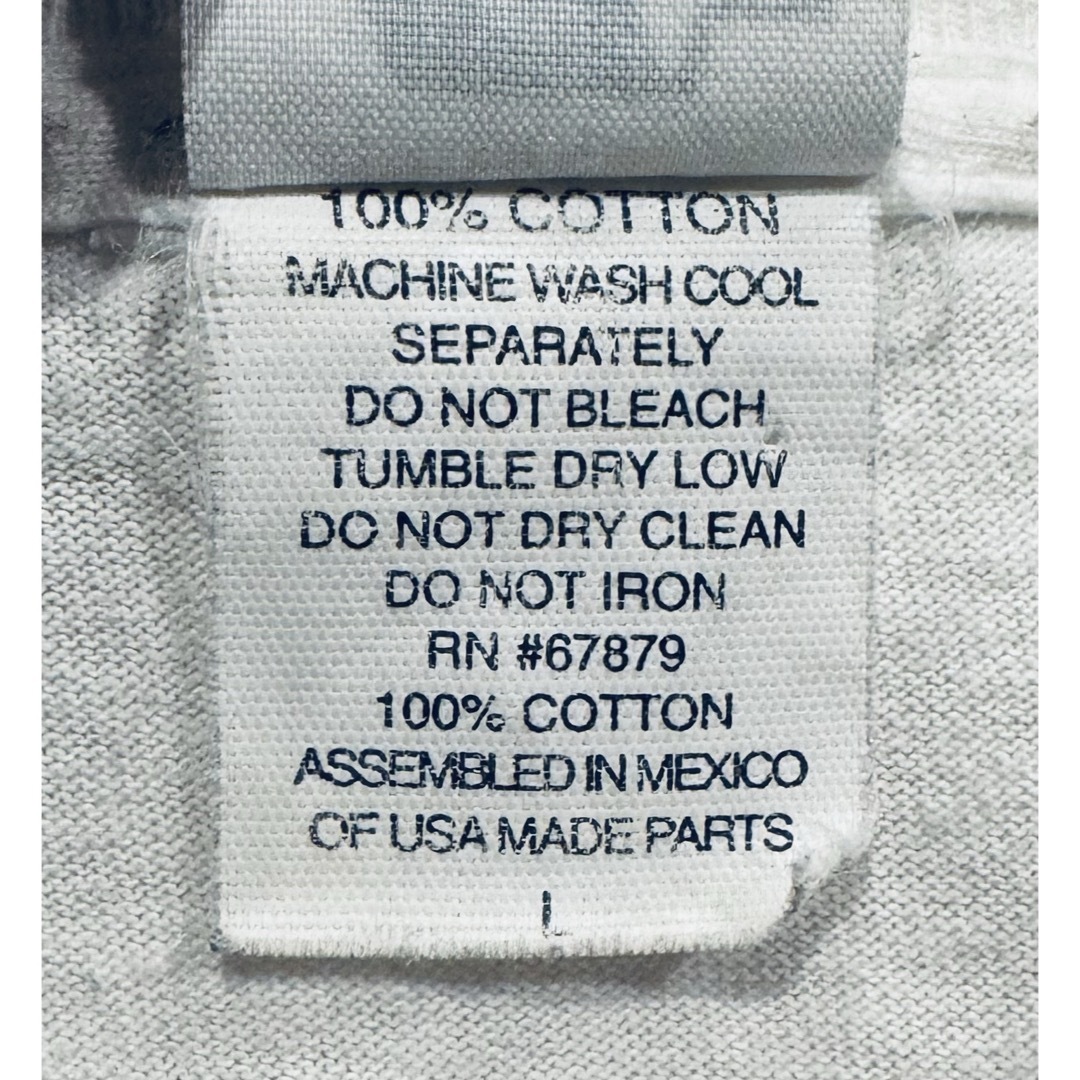 100% COTTON
MACHINE WASH COOL
SEPARATELY
DO NOT BLEACH
TUMBLE DRY LOW
DO NOT DRY CLEAN
DO NOT IRON
RN #67879
100% COTTON
ASSEMBLED IN MEXICO
OF USA MADE PARTS
L